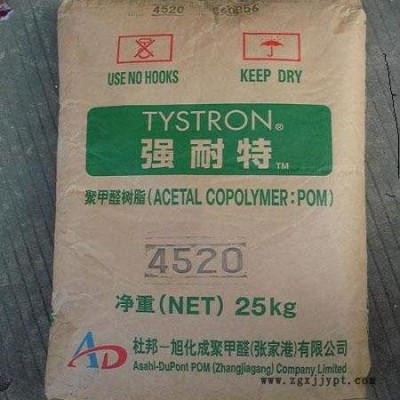 4520
USE NO HOOKS
KEEP DRY
TYSTRON®
强耐特™
聚甲醛树脂(ACETAL COPOLYMER:POM)
4520
净重(NET) 25kg
AD
杜邦一旭化成聚甲醛(张家港)有限公司
Asahi-DuPont POM (Zhangjiagang) Company Limited
www.zgxjjypt.com